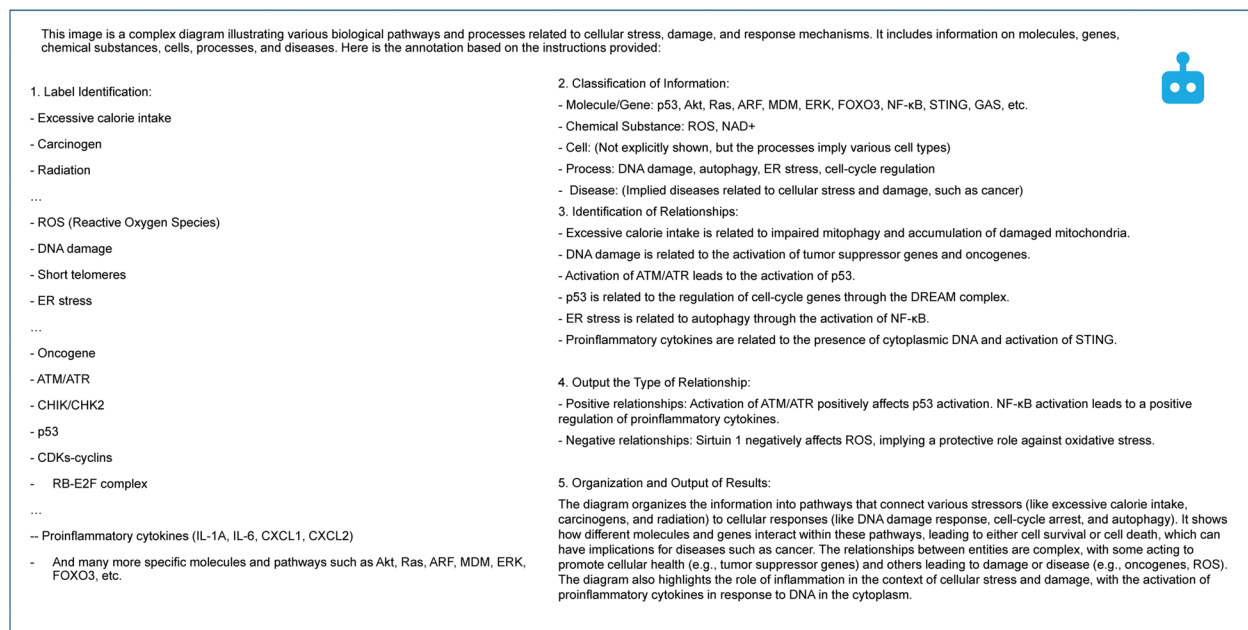 This image is a complex diagram illustrating various biological pathways and processes related to cellular stress, damage, and response mechanisms. It includes information on molecules, genes,
chemical substances, cells, processes, and diseases. Here is the annotation based on the instructions provided:
1. Label Identification:
- Excessive calorie intake
- Carcinogen
- Radiation
…
- ROS (Reactive Oxygen Species)
- DNA damage
- Short telomeres
- ER stress
…
- Oncogene
- ATM/ATR
- CHIK/CHK2
- p53
- CDKs-cyclins
- RB-E2F complex
…
-- Proinflammatory cytokines (IL-1A, IL-6, CXCL1, CXCL2)
- And many more specific molecules and pathways such as Akt, Ras, ARF, MDM, ERK,
FOXO3, etc.
2. Classification of Information:
- Molecule/Gene: p53, Akt, Ras, ARF, MDM, ERK, FOXO3, NF-κB, STING, GAS, etc.
- Chemical Substance: ROS, NAD+
- Cell: (Not explicitly shown, but the processes imply various cell types)
- Process: DNA damage, autophagy, ER stress, cell-cycle regulation
- Disease: (Implied diseases related to cellular stress and damage, such as cancer)
3. Identification of Relationships:
- Excessive calorie intake is related to impaired mitophagy and accumulation of damaged mitochondria.
- DNA damage is related to the activation of tumor suppressor genes and oncogenes.
- Activation of ATM/ATR leads to the activation of p53.
- p53 is related to the regulation of cell-cycle genes through the DREAM complex.
- ER stress is related to autophagy through the activation of NF-κB.
- Proinflammatory cytokines are related to the presence of cytoplasmic DNA and activation of STING.
4. Output the Type of Relationship:
- Positive relationships: Activation of ATM/ATR positively affects p53 activation. NF-κB activation leads to a positive
regulation of proinflammatory cytokines.
- Negative relationships: Sirtuin 1 negatively affects ROS, implying a protective role against oxidative stress.
5. Organization and Output of Results:
The diagram organizes the information into pathways that connect various stressors (like excessive calorie intake,
carcinogens, and radiation) to cellular responses (like DNA damage response, cell-cycle arrest, and autophagy). It shows
how different molecules and genes interact within these pathways, leading to either cell survival or cell death, which can
have implications for diseases such as cancer. The relationships between entities are complex, with some acting to
promote cellular health (e.g., tumor suppressor genes) and others leading to damage or disease (e.g., oncogenes, ROS).
The diagram also highlights the role of inflammation in the context of cellular stress and damage, with the activation of
proinflammatory cytokines in response to DNA in the cytoplasm.